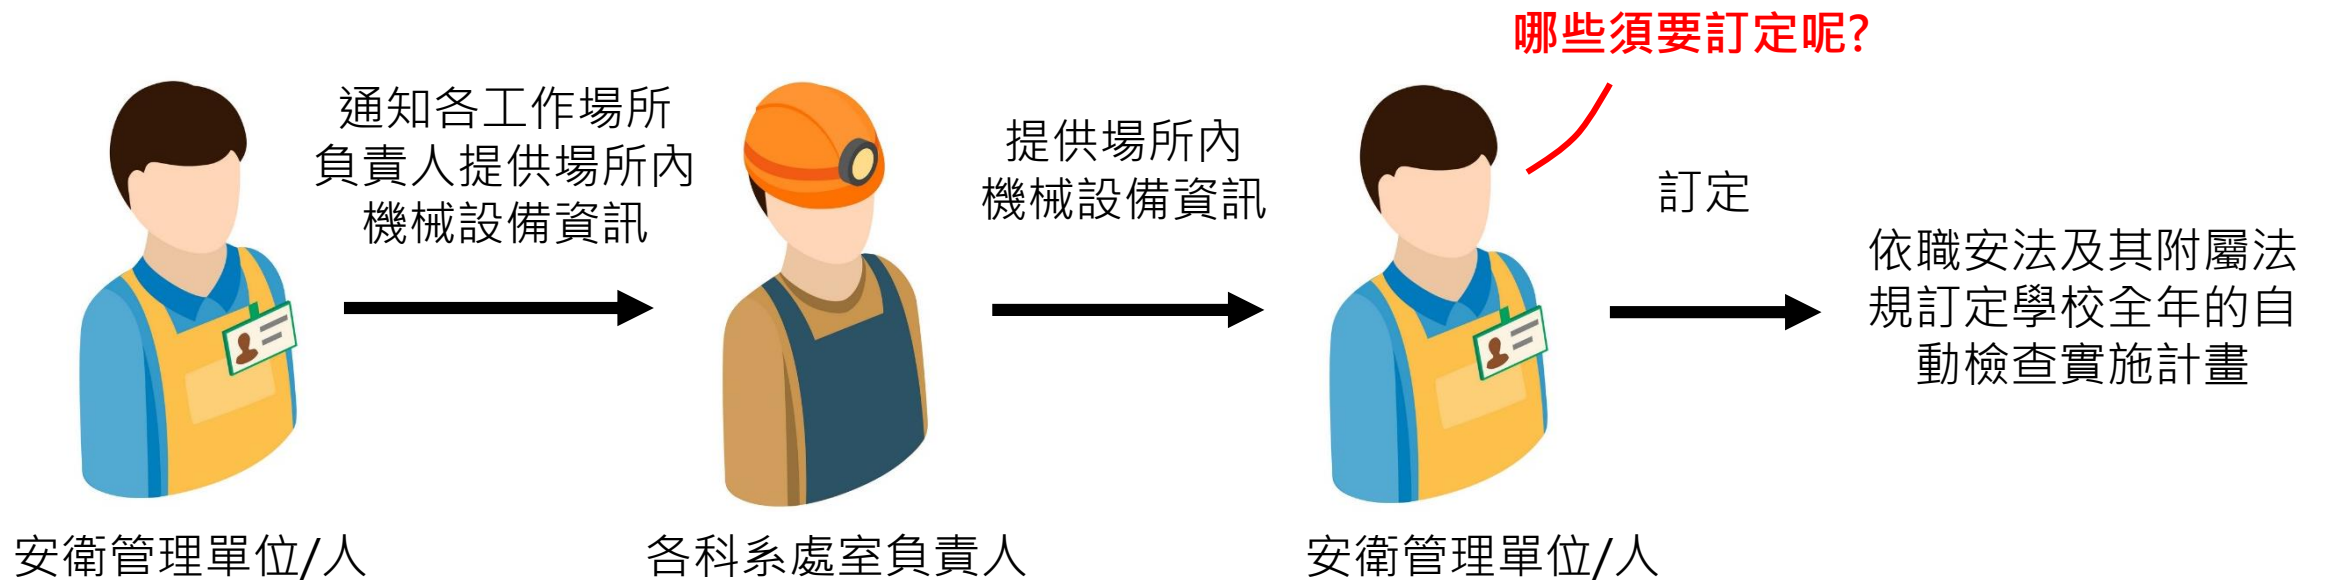 哪些須要訂定呢?
通知各工作場所
負責人提供場所內
機械設備資訊
提供場所內
機械設備資訊
訂定
依職安法及其附屬法
規訂定學校全年的自
動檢查實施計畫
安衛管理單位/人
各科系處室負責人
安衛管理單位/人